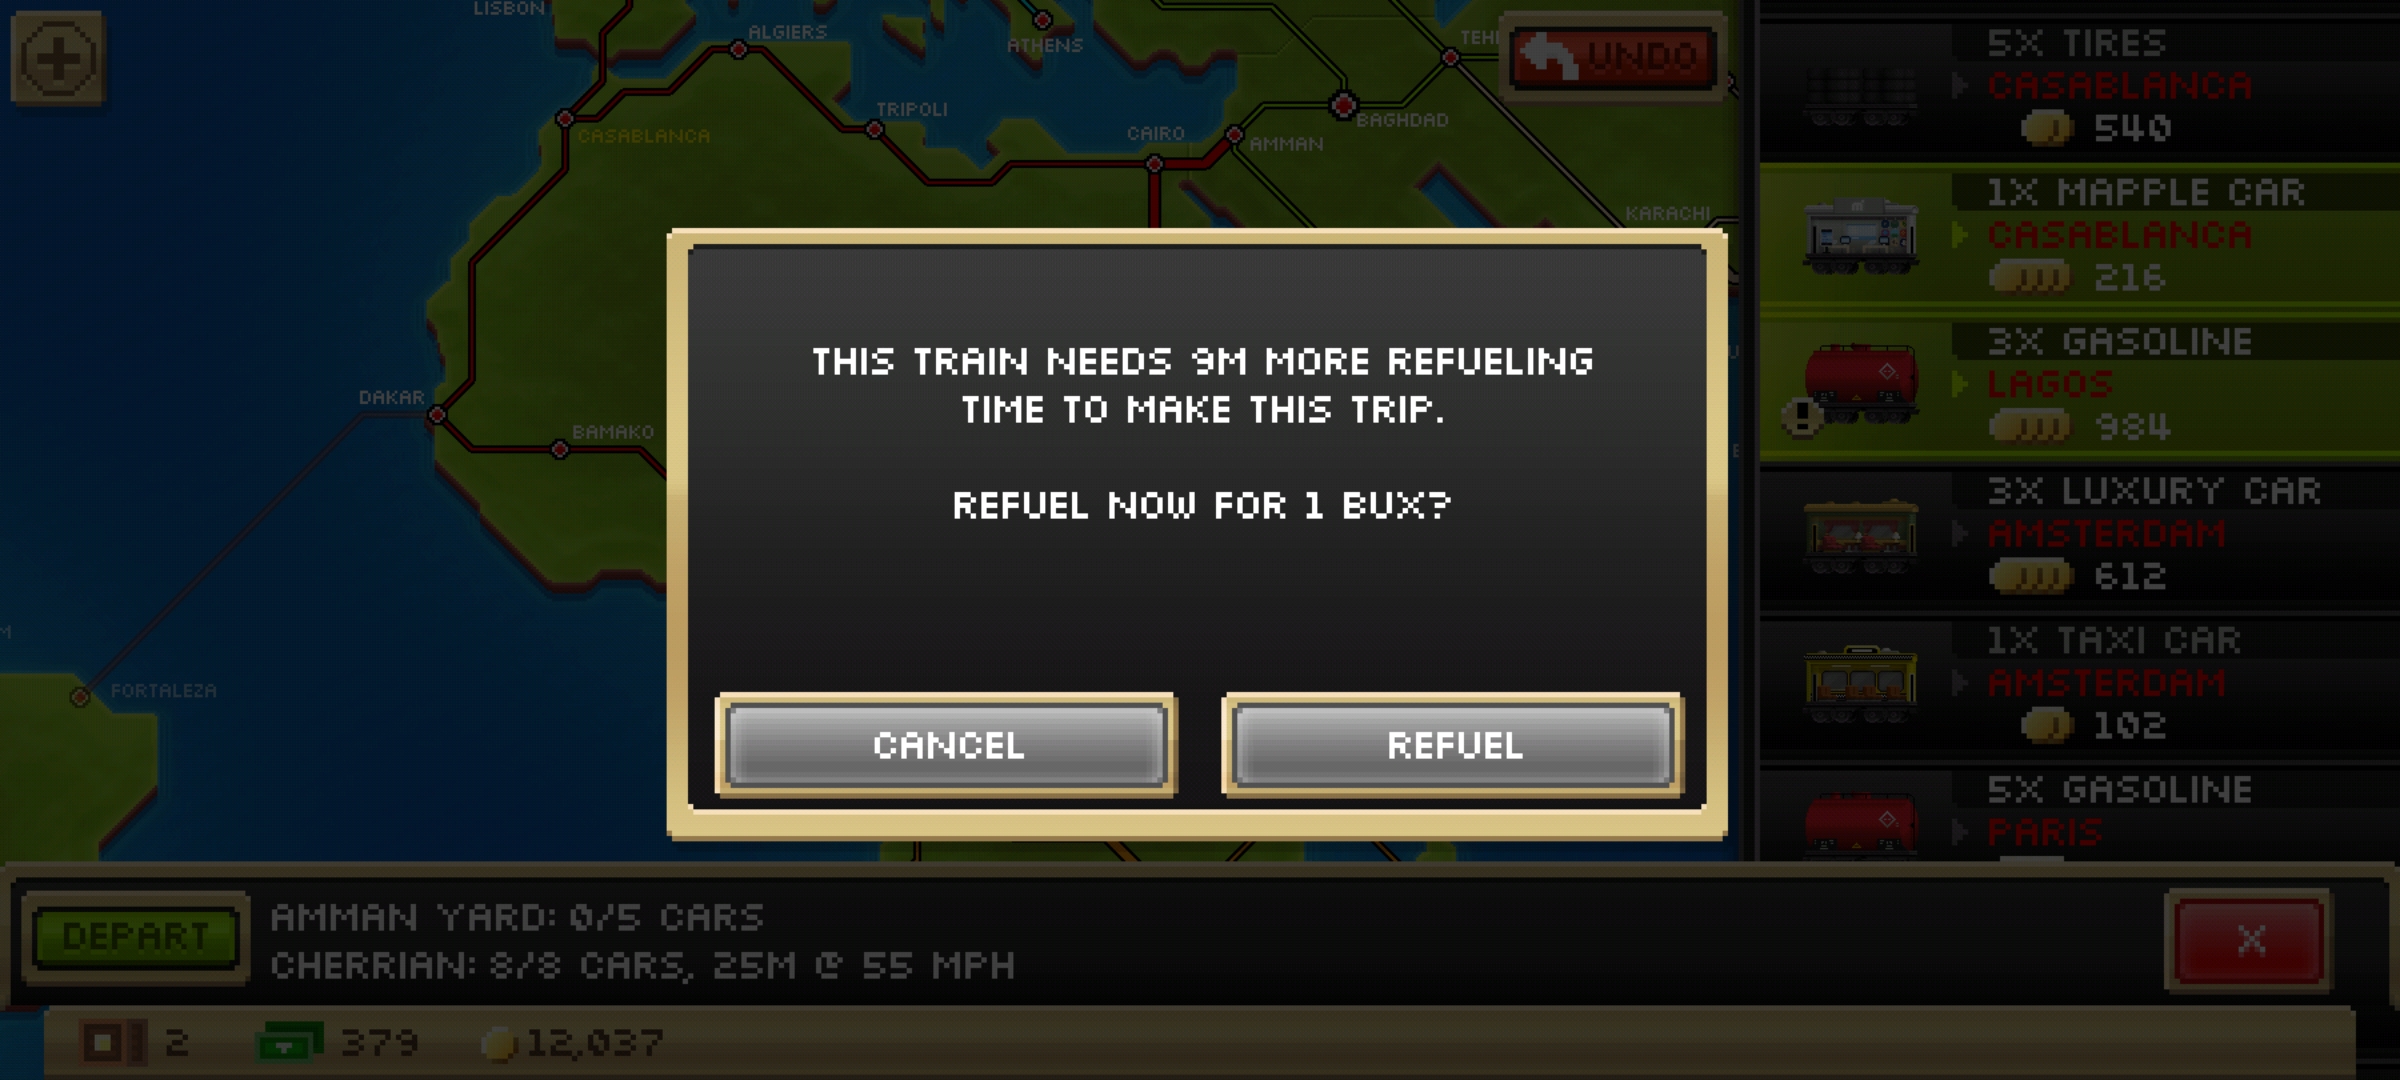 LISBON
ALGIERS
ATHENS
UNDO
CASABLANCA
TRIPOLI
CAIRO
AMMAN
BAGHDAD
KARACHI
DAKAR
BAMAKO
FORTALEZA
5X TIRES
CASABLANCA
540
1X MAPPLE CAR
CASABLANCA
216
3X GASOLINE
LAGOS
984
3X LUXURY CAR
AMSTERDAM
612
1X TAXI CAR
AMSTERDAM
102
5X GASOLINE
PARIS
THIS TRAIN NEEDS 9M MORE REFUELING
TIME TO MAKE THIS TRIP.
REFUEL NOW FOR 1 BUX?
CANCEL
REFUEL
DEPART
AMMAN YARD: 0/5 CARS
CHERRIAN: 8/8 CARS, 25M @ 55 MPH
X
2
379
12,037